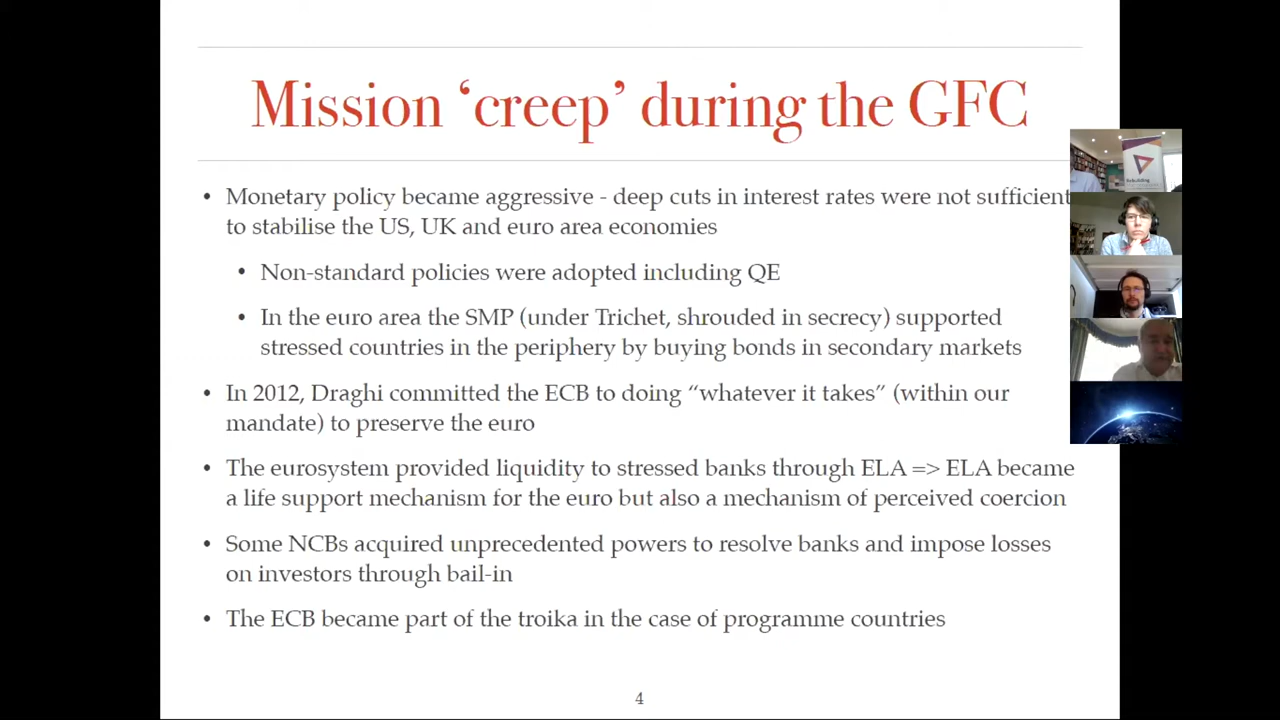 Mission ‘creep’ during the GFC
• Monetary policy became aggressive - deep cuts in interest rates were not sufficient
to stabilise the US, UK and euro area economies
• Non-standard policies were adopted including QE
• In the euro area the SMP (under Trichet, shrouded in secrecy) supported
stressed countries in the periphery by buying bonds in secondary markets
• In 2012, Draghi committed the ECB to doing “whatever it takes” (within our
mandate) to preserve the euro
• The eurosystem provided liquidity to stressed banks through ELA => ELA became
a life support mechanism for the euro but also a mechanism of perceived coercion
• Some NCBs acquired unprecedented powers to resolve banks and impose losses
on investors through bail-in
• The ECB became part of the troika in the case of programme countries
4